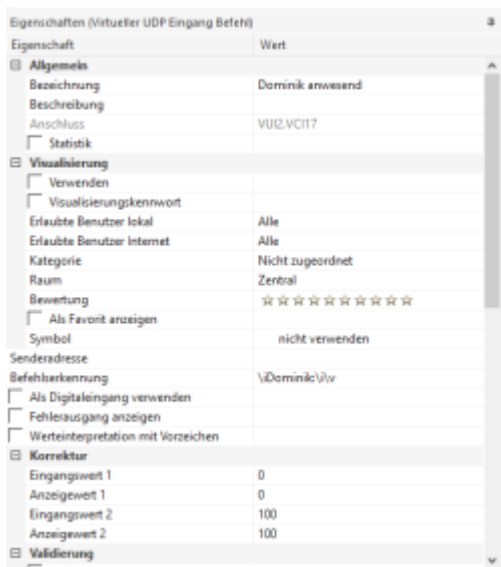 Eigenschaften (Virtueller UDP Eingang Befehl)
Eigenschaft Wert
Allgemein
Bezeichnung Dominik anwesend
Beschreibung
Anschluss VUI2.VCI17
Statistik
Visualisierung
Verwenden
Visualisierungskennwort
Erlaubte Benutzer lokal Alle
Erlaubte Benutzer Internet Alle
Kategorie Nicht zugeordnet
Raum Zentral
Bewertung
Als Favorit anzeigen
Symbol nicht verwenden
Senderadresse
Befehlserkennung \iDominik:\i\v
Als Digitaleingang verwenden
Fehlerausgang anzeigen
Werteinterpretation mit Vorzeichen
Korrektur
Eingangswert 1 0
Anzeigewert 1 0
Eingangswert 2 100
Anzeigewert 2 100
Validierung